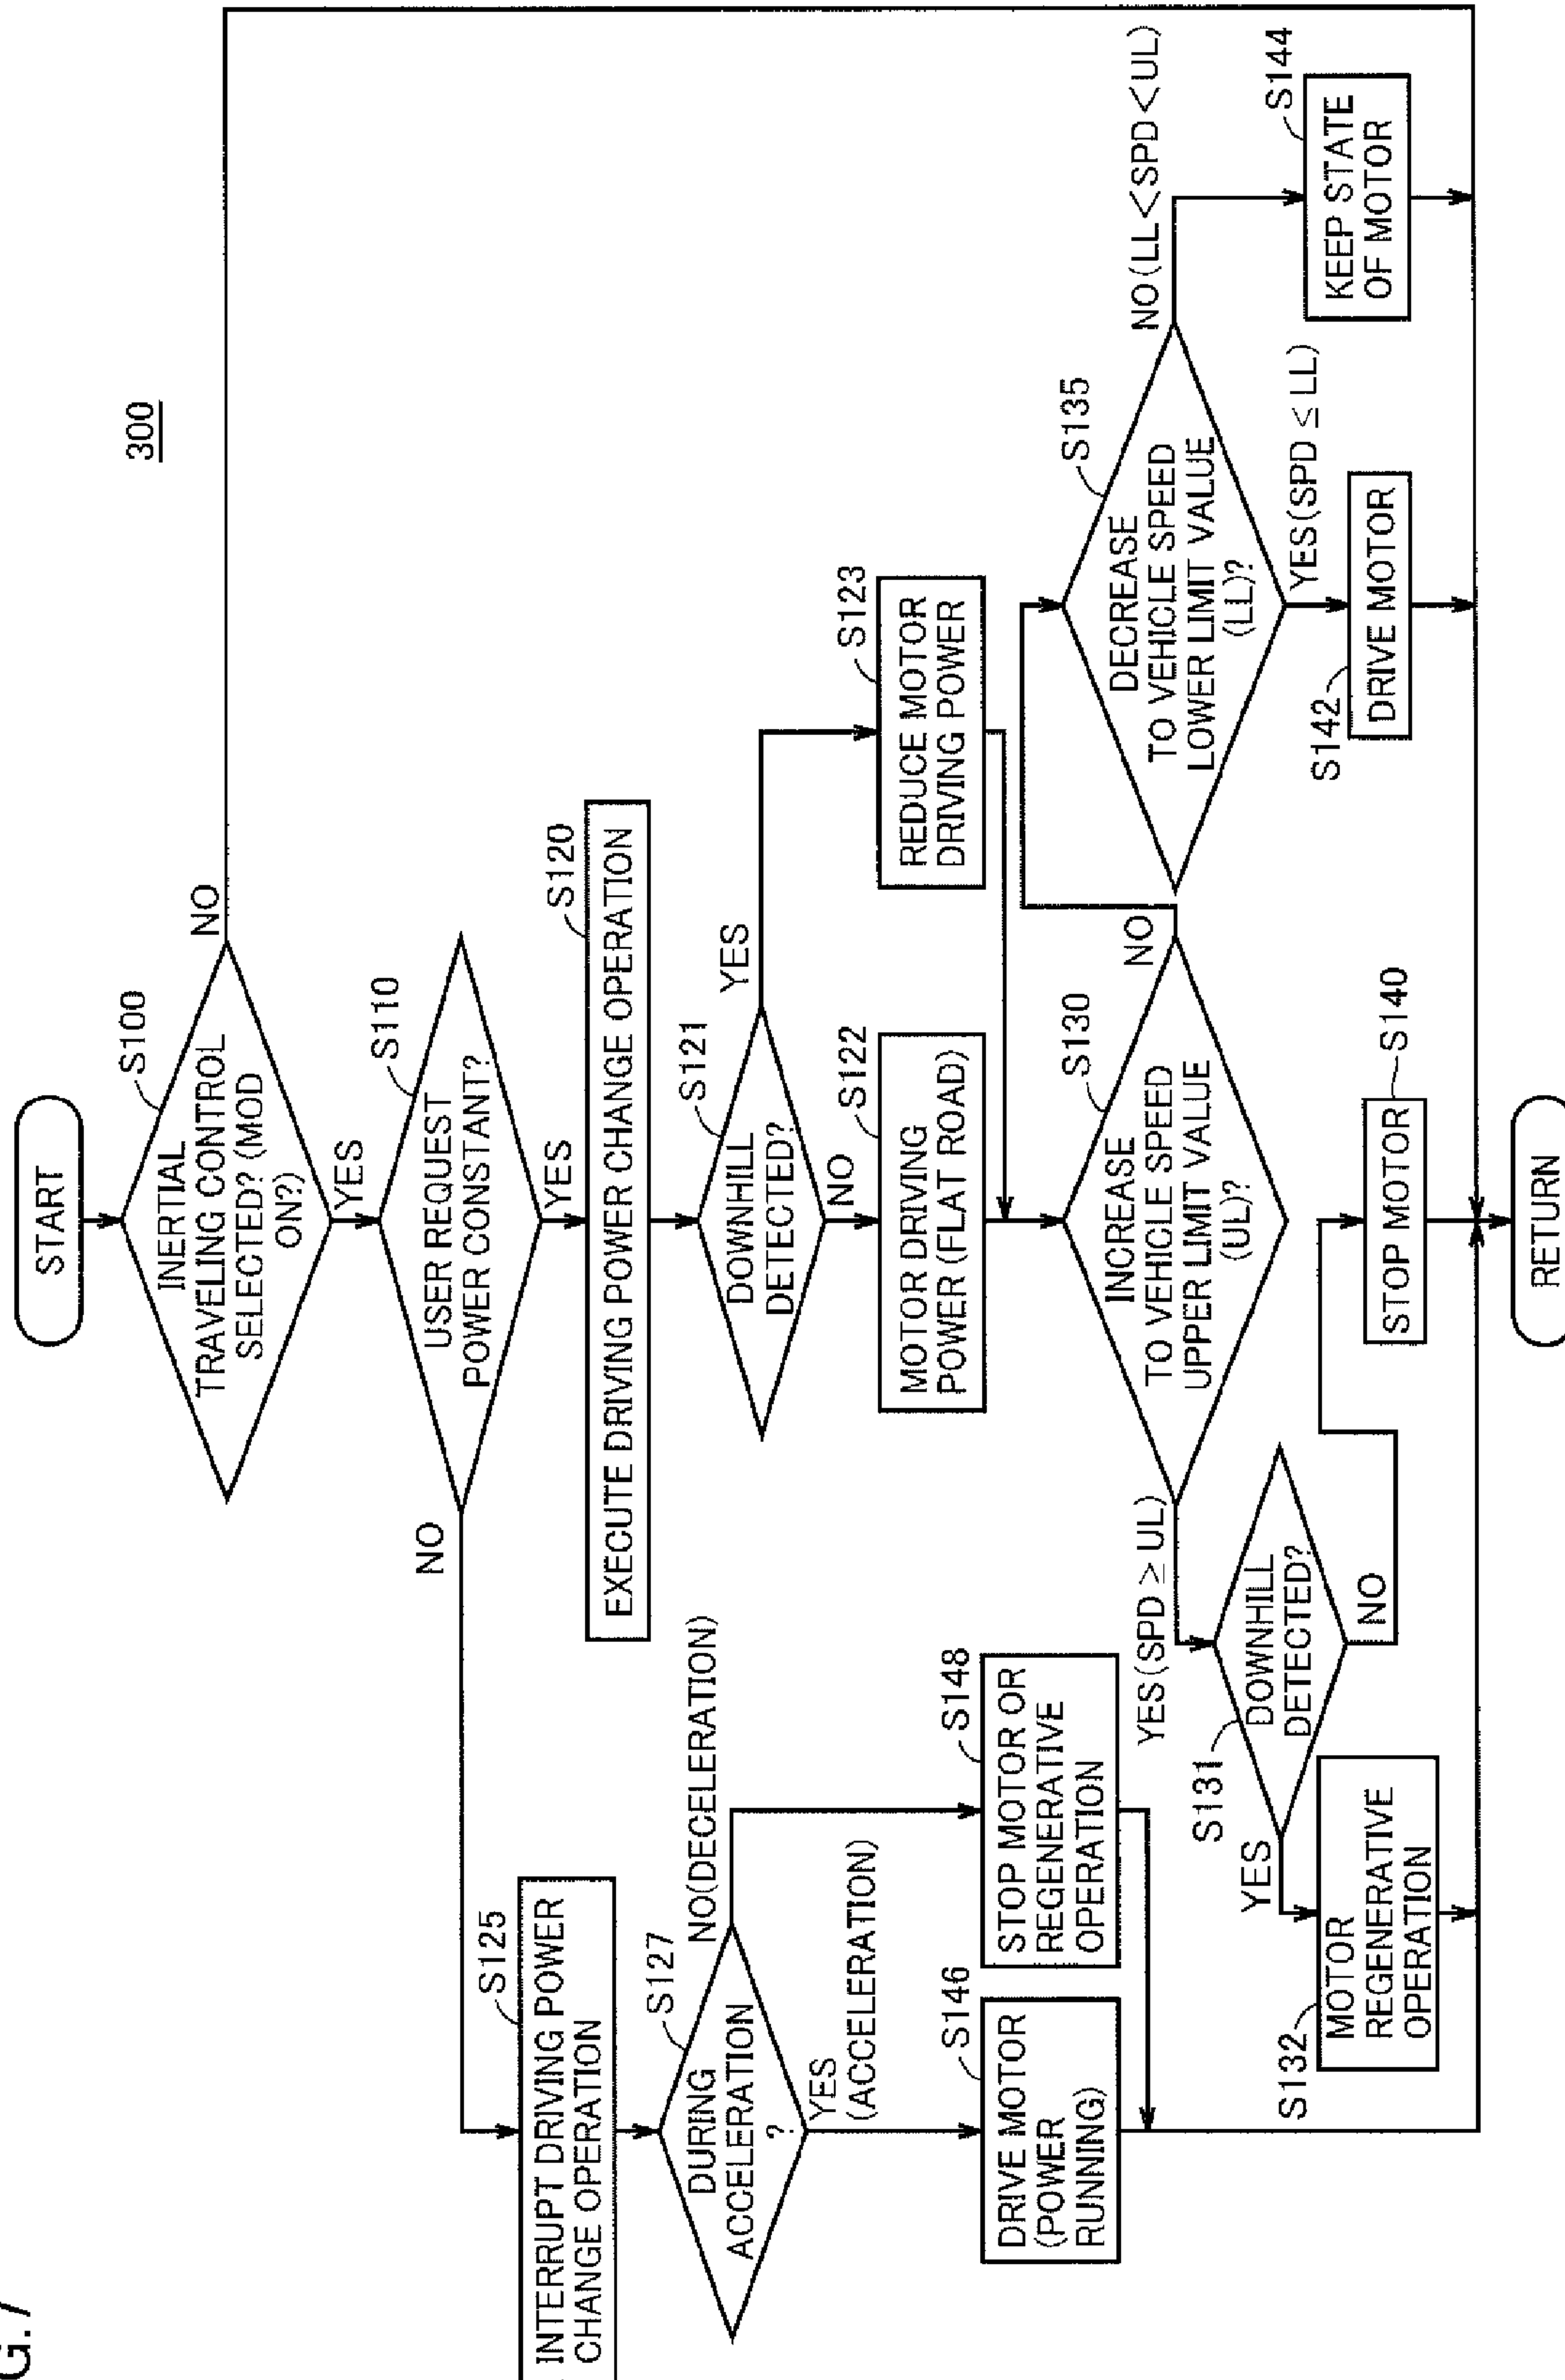 G.7
300
START
S100
INERTIAL
TRAVELING CONTROL
SELECTED? (MOD
ON?)
NO
YES
S110
USER REQUEST
POWER CONSTANT?
NO
YES
S120
EXECUTE DRIVING POWER CHANGE OPERATION
S121
DOWNHILL
DETECTED?
YES
NO
S122
MOTOR DRIVING
POWER (FLAT ROAD)
S123
REDUCE MOTOR
DRIVING POWER
S125
INTERRUPT DRIVING POWER
CHANGE OPERATION
S127
DURING
ACCELERATION
?
NO(DECELERATION)
YES
(ACCELERATION)
S146
DRIVE MOTOR
(POWER
RUNNING)
S148
STOP MOTOR OR
REGENERATIVE
OPERATION
S130
INCREASE
TO VEHICLE SPEED
UPPER LIMIT VALUE
(UL)?
YES(SPD ≥ UL)
NO
S131
DOWNHILL
DETECTED?
YES
NO
S132
MOTOR
REGENERATIVE
OPERATION
S140
STOP MOTOR
S135
DECREASE
TO VEHICLE SPEED
LOWER LIMIT VALUE
(LL)?
NO(LL<SPD<UL)
YES(SPD ≤ LL)
S142
DRIVE MOTOR
S144
KEEP STATE
OF MOTOR
RETURN